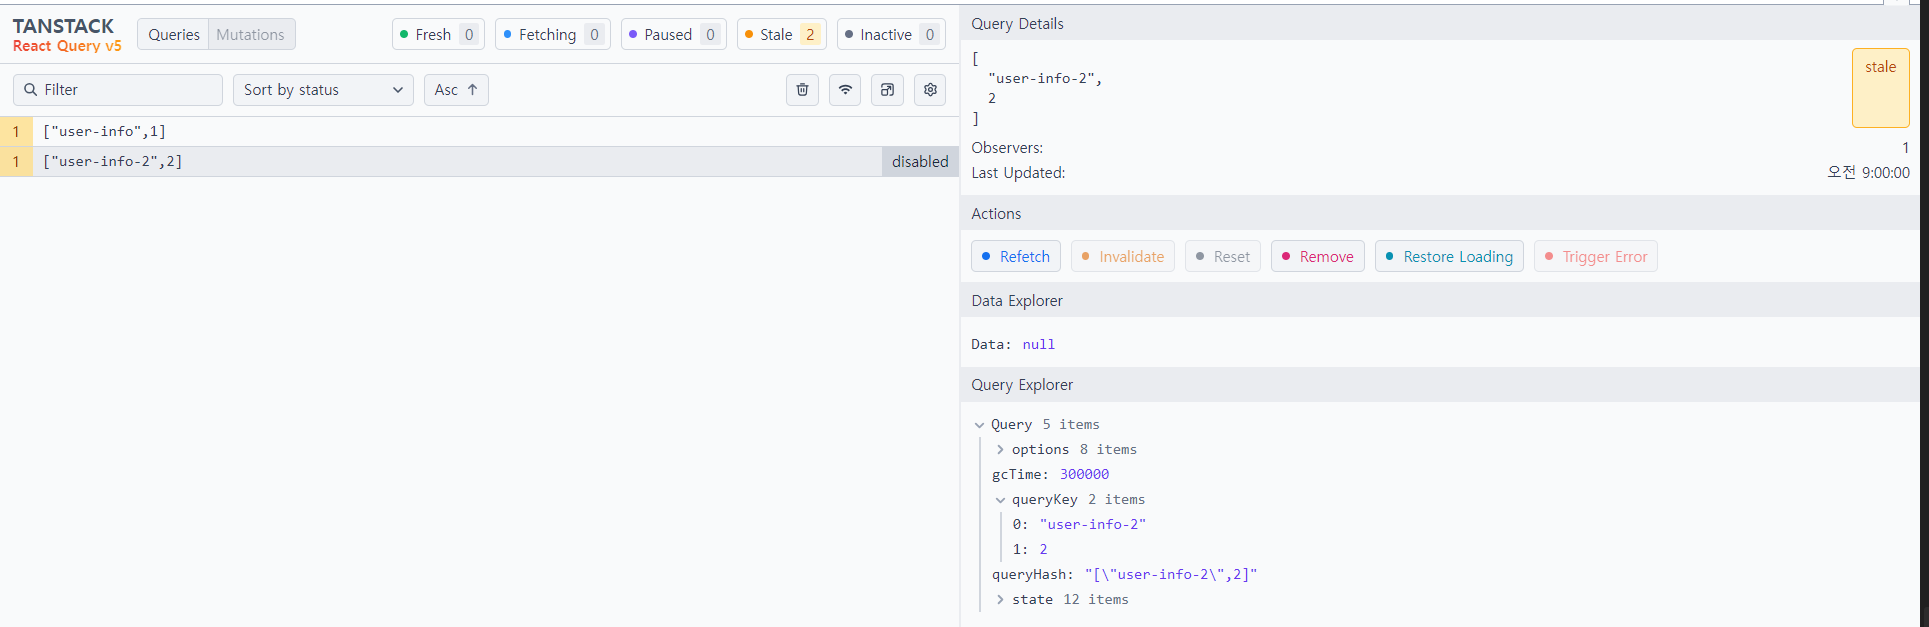 TANSTACK
React Query v5
Queries Mutations
Fresh 0 Fetching 0 Paused 0 Stale 2 Inactive 0
Filter Sort by status Asc ↑
1 ["user-info",1]
1 ["user-info-2",2] disabled
Query Details
[
"user-info-2",
2
]
stale
Observers: 1
Last Updated: 오전 9:00:00
Actions
Refetch Invalidate Reset Remove Restore Loading Trigger Error
Data Explorer
Data: null
Query Explorer
Query 5 items
options 8 items
gcTime: 300000
queryKey 2 items
0: "user-info-2"
1: 2
queryHash: "[\"user-info-2\",2]"
state 12 items